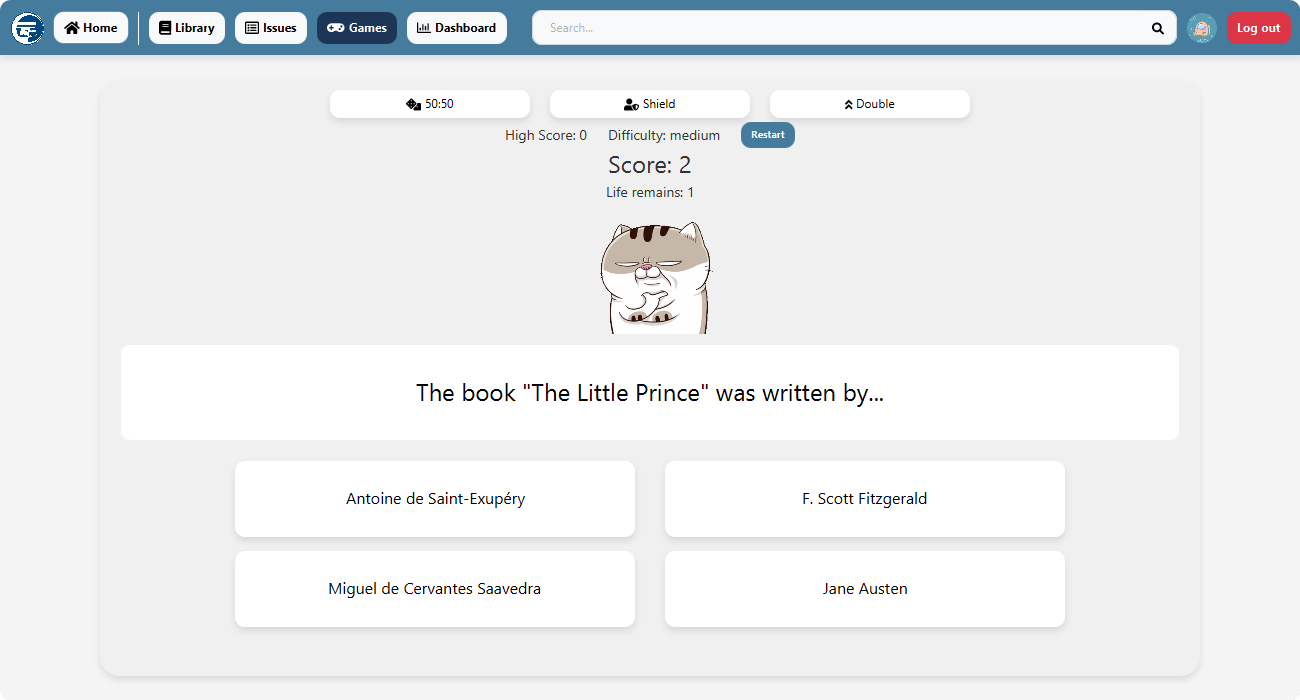 Home Library Issues Games Dashboard Search... Log out
50:50 Shield Double
High Score: 0 Difficulty: medium Restart
Score: 2
Life remains: 1
The book "The Little Prince" was written by...
Antoine de Saint-Exupéry F. Scott Fitzgerald
Miguel de Cervantes Saavedra Jane Austen